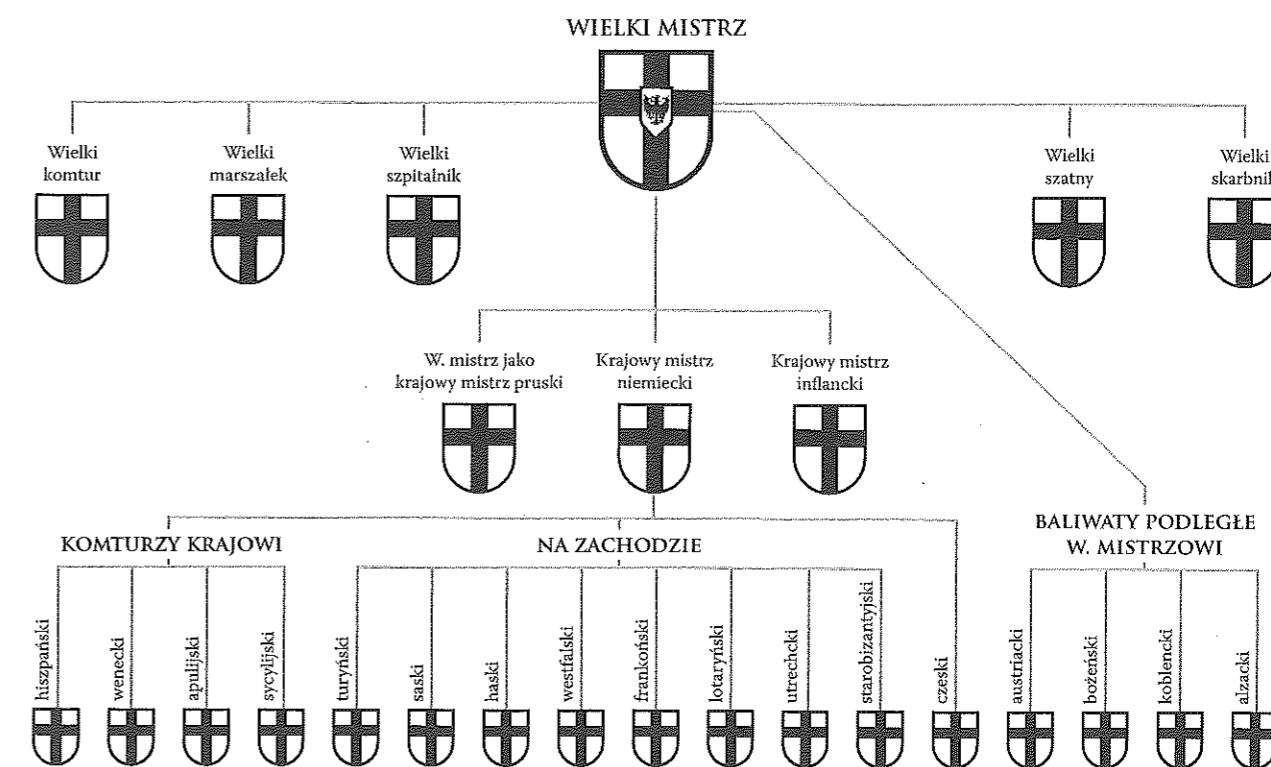 WIELKI MISTRZ
Wielki
komtur
Wielki
marszałek
Wielki
szpitalnik
Wielki
szatny
Wielki
skarbnik
W. mistrz jako
krajowy mistrz pruski
Krajowy mistrz
niemiecki
Krajowy mistrz
inflancki
KOMTURZY KRAJOWI
NA ZACHODZIE
BALIWATY PODLEGŁE
W. MISTRZOWI
hiszpański
wenecki
apulijski
sycylijski
turyński
saski
haski
westfalski
frankoński
lotaryński
utrechcki
starobizantyjski
czeski
austriacki
bożeński
koblencki
alzacki